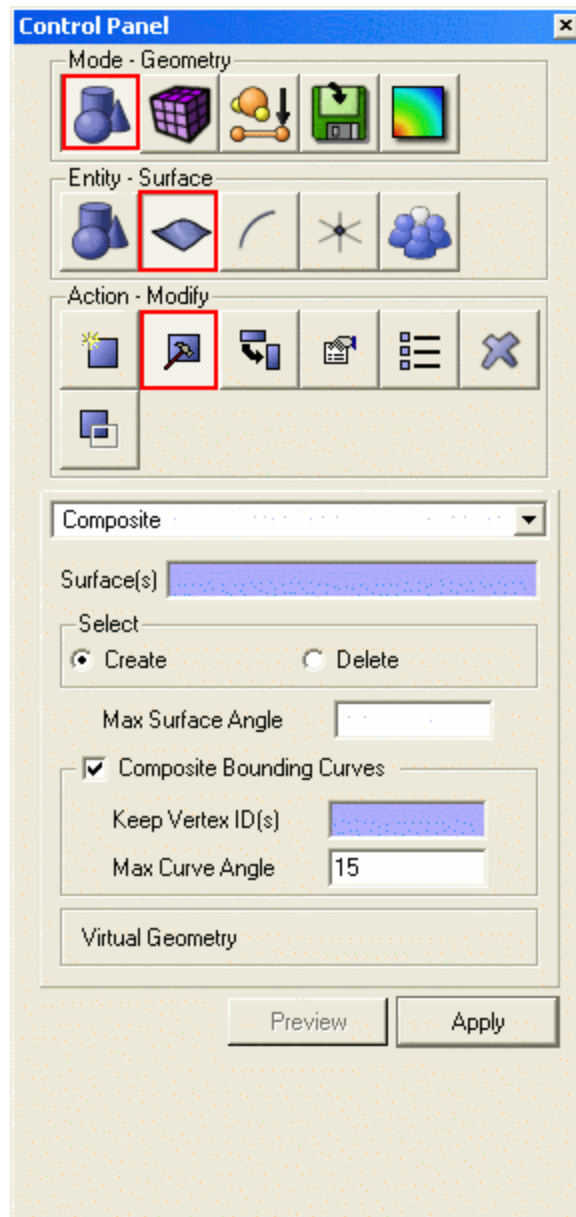 Control Panel
Mode - Geometry
Entity - Surface
Action - Modify
Composite
Surface(s)
Select
Create Delete
Max Surface Angle
Composite Bounding Curves
Keep Vertex ID(s)
Max Curve Angle 15
Virtual Geometry
Preview Apply